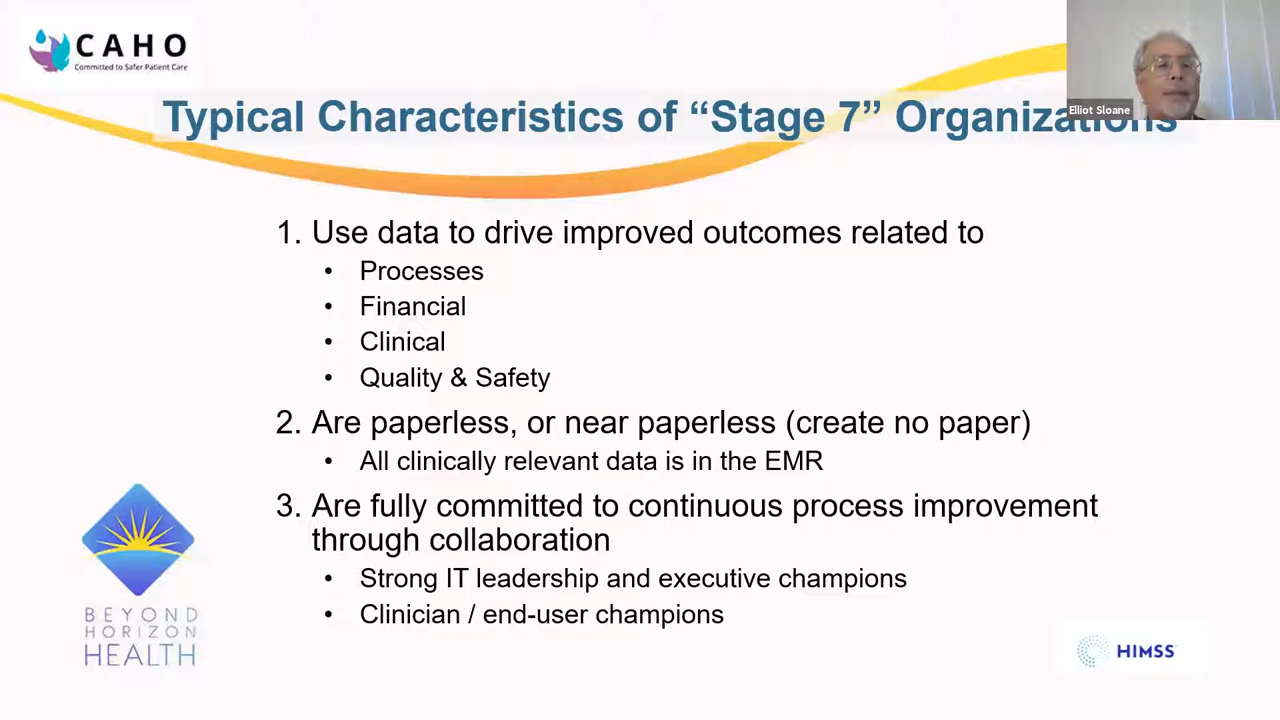 CAHO
Committed to Safer Patient Care
Elliot Sloane
Typical Characteristics of “Stage 7” Organizations
1. Use data to drive improved outcomes related to
• Processes
• Financial
• Clinical
• Quality & Safety
2. Are paperless, or near paperless (create no paper)
• All clinically relevant data is in the EMR
3. Are fully committed to continuous process improvement
through collaboration
• Strong IT leadership and executive champions
• Clinician / end-user champions
BEYOND
HORIZON
HEALTH
HIMSS